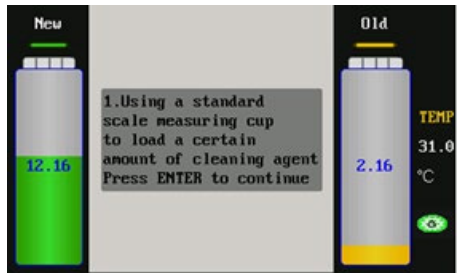 New
Old
1.Using a standard
scale measuring cup
to load a certain
amount of cleaning agent
Press ENTER to continue
12.16
2.16
TEMP
31.0
°C